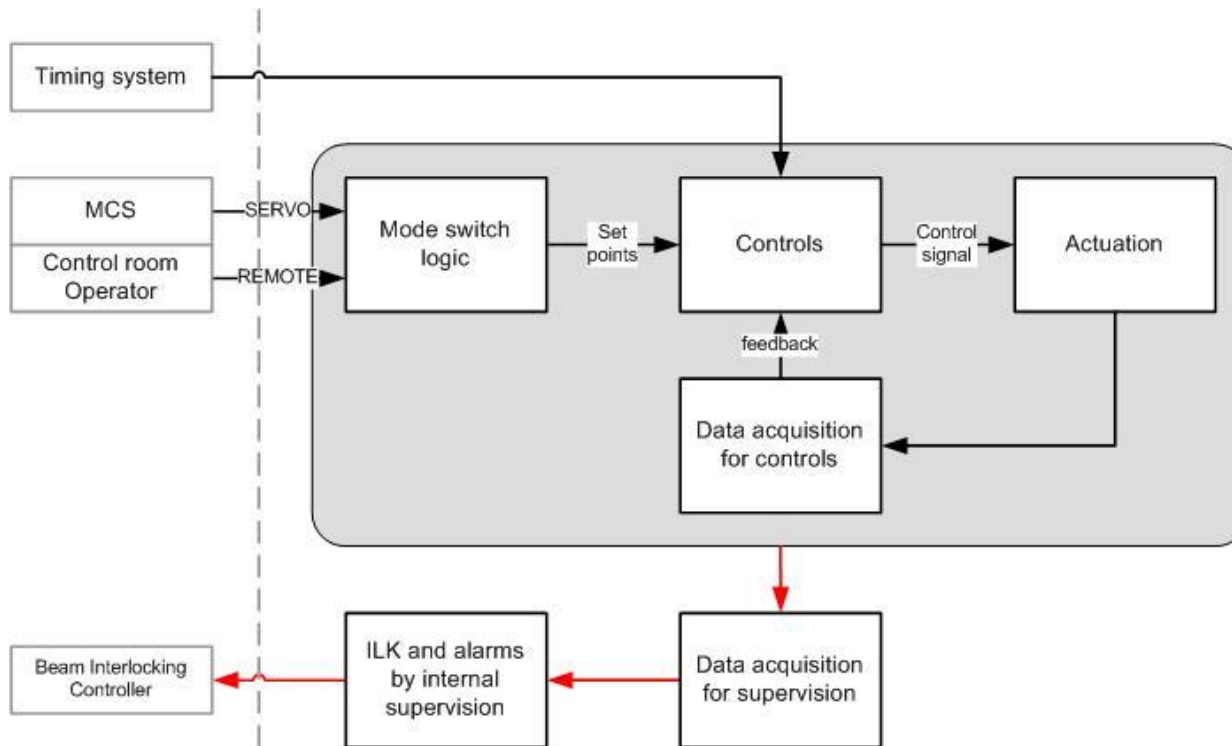 Timing system
MCS
SERVO
Control room
Operator
REMOTE
Mode switch
logic
Set
points
Controls
Control
signal
Actuation
feedback
Data acquisition
for controls
Beam Interlocking
Controller
ILK and alarms
by internal
supervision
Data acquisition
for supervision